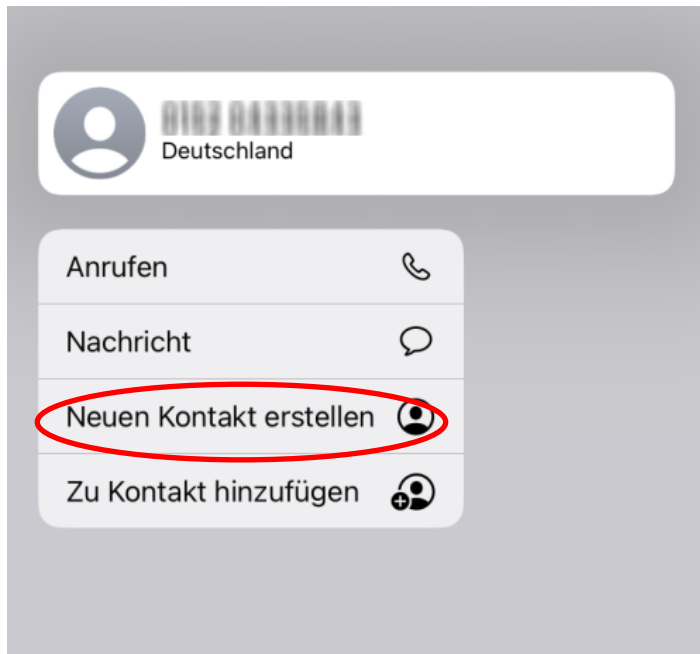 Deutschland
Anrufen
Nachricht
Neuen Kontakt erstellen
Zu Kontakt hinzufügen